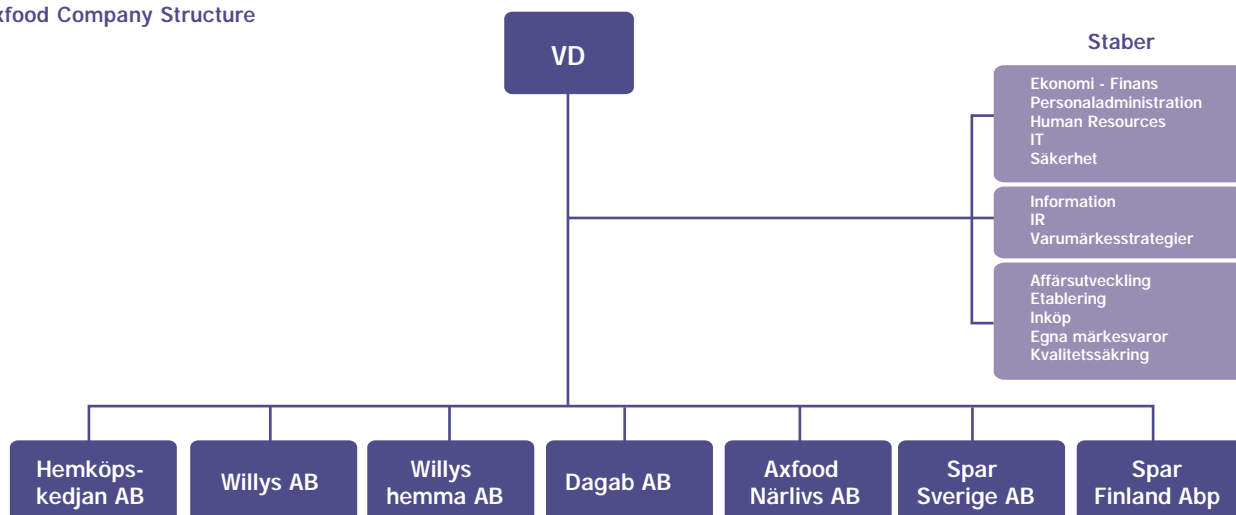 xfood Company Structure
VD
Staber
Ekonomi - Finans
Personaladministration
Human Resources
IT
Säkerhet
Information
IR
Varumärkesstrategier
Affärsutveckling
Etablering
Inköp
Egna märkesvaror
Kvalitetssäkring
Hemköps-
kedjan AB
Willys AB
Willys
hemma AB
Dagab AB
Axfood
Närlivs AB
Spar
Sverige AB
Spar
Finland Abp